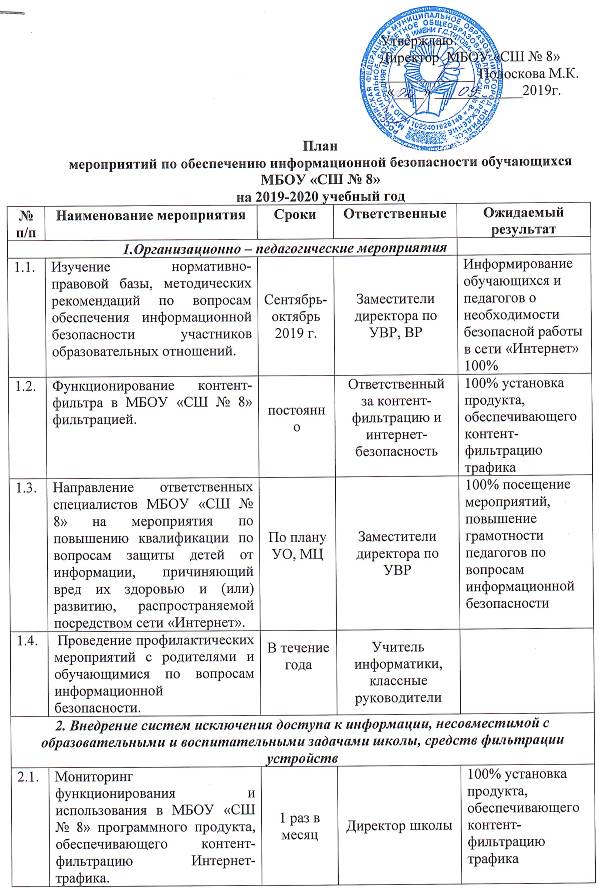 Утверждаю:
Директор МБОУ «СШ № 8»
Полоскова М.К.
09 2019г.
План
мероприятий по обеспечению информационной безопасности обучающихся
МБОУ «СШ № 8»
на 2019-2020 учебный год
№ п/п Наименование мероприятия Сроки Ответственные Ожидаемый результат
1.Организационно – педагогические мероприятия
1.1.
Изучение нормативно-
правовой базы, методических
рекомендаций по вопросам
обеспечения информационной
безопасности участников
образовательных отношений.
Сентябрь-
октябрь
2019 г.
Заместители
директора по
УВР, ВР
Информирование
обучающихся и
педагогов о
необходимости
безопасной работы
в сети «Интернет»
100%
1.2.
Функционирование контент-
фильтра в МБОУ «СШ № 8»
фильтрацией.
постоянн
о
Ответственный
за контент-
фильтрацию и
интернет-
безопасность
100% установка
продукта,
обеспечивающего
контент-
фильтрацию
трафика
1.3.
Направление ответственных
специалистов МБОУ «СШ №
8» на мероприятия по
повышению квалификации по
вопросам защиты детей от
информации, причиняющий
вред их здоровью и (или)
развитию, распространяемой
посредством сети «Интернет».
По плану
УО, МЦ
Заместители
директора по
УВР
100% посещение
мероприятий,
повышение
грамотности
педагогов по
вопросам
информационной
безопасности
1.4.
Проведение профилактических
мероприятий с родителями и
обучающимися по вопросам
информационной
безопасности.
В течение
года
Учитель
информатики,
классные
руководители
2. Внедрение систем исключения доступа к информации, несовместимой с
образовательными и воспитательными задачами школы, средств фильтрации
устройств
2.1.
Мониторинг
функционирования и
использования в МБОУ «СШ
№ 8» программного продукта,
обеспечивающего контент-
фильтрацию Интернет-
трафика.
1 раз в
месяц
Директор школы
100% установка
продукта,
обеспечивающего
контент-
фильтрацию
трафика